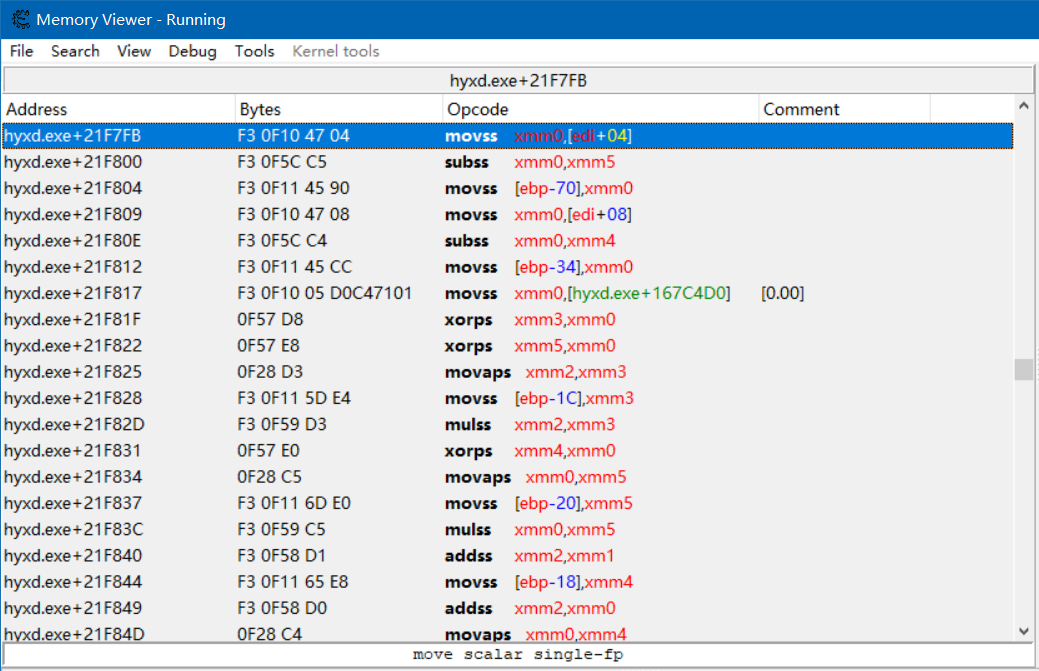 Memory Viewer - Running
File Search View Debug Tools Kernel tools
hyxd.exe+21F7FB
Address Bytes Opcode Comment
hyxd.exe+21F7FB F3 0F10 47 04 movss xmm0,[edi+04]
hyxd.exe+21F800 F3 0F5C C5 subss xmm0,xmm5
hyxd.exe+21F804 F3 0F11 45 90 movss [ebp-70],xmm0
hyxd.exe+21F809 F3 0F10 47 08 movss xmm0,[edi+08]
hyxd.exe+21F80E F3 0F5C C4 subss xmm0,xmm4
hyxd.exe+21F812 F3 0F11 45 CC movss [ebp-34],xmm0
hyxd.exe+21F817 F3 0F10 05 D0C47101 movss xmm0,[hyxd.exe+167C4D0] [0.00]
hyxd.exe+21F81F 0F57 D8 xorps xmm3,xmm0
hyxd.exe+21F822 0F57 E8 xorps xmm5,xmm0
hyxd.exe+21F825 0F28 D3 movaps xmm2,xmm3
hyxd.exe+21F828 F3 0F11 5D E4 movss [ebp-1C],xmm3
hyxd.exe+21F82D F3 0F59 D3 mulss xmm2,xmm3
hyxd.exe+21F831 0F57 E0 xorps xmm4,xmm0
hyxd.exe+21F834 0F28 C5 movaps xmm0,xmm5
hyxd.exe+21F837 F3 0F11 6D E0 movss [ebp-20],xmm5
hyxd.exe+21F83C F3 0F59 C5 mulss xmm0,xmm5
hyxd.exe+21F840 F3 0F58 D1 addss xmm2,xmm1
hyxd.exe+21F844 F3 0F11 65 E8 movss [ebp-18],xmm4
hyxd.exe+21F849 F3 0F58 D0 addss xmm2,xmm0
hyxd.exe+21F84D 0F28 C4 movaps xmm0,xmm4
move scalar single-fp